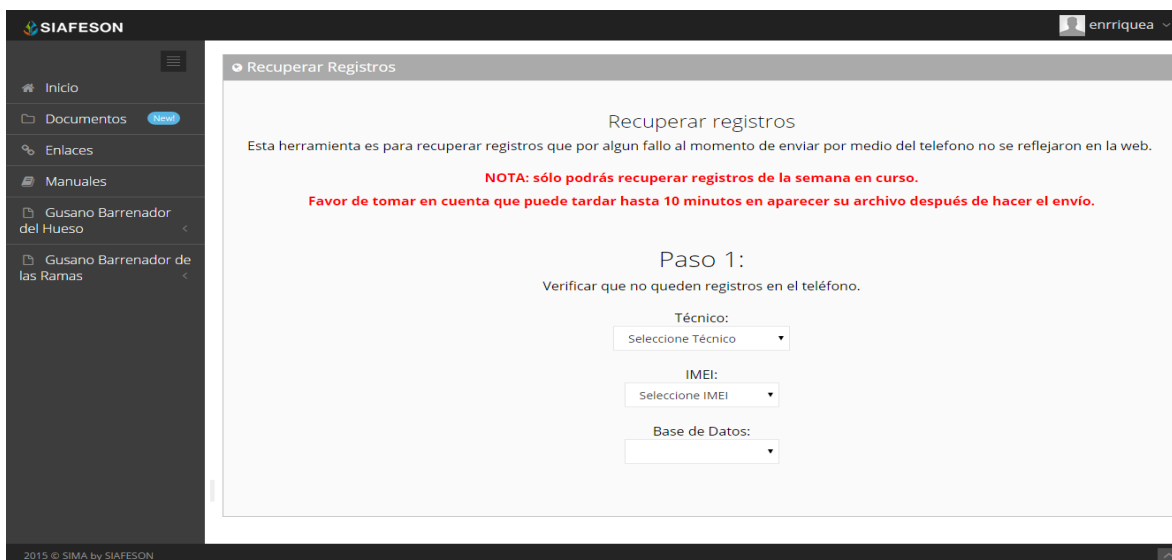 SIAFESON
enrriquea
Inicio
Documentos New!
Enlaces
Manuales
Gusano Barrenador
del Hueso
Gusano Barrenador de
las Ramas
Recuperar Registros
Recuperar registros
Esta herramienta es para recuperar registros que por algun fallo al momento de enviar por medio del telefono no se reflejaron en la web.
NOTA: sólo podrás recuperar registros de la semana en curso.
Favor de tomar en cuenta que puede tardar hasta 10 minutos en aparecer su archivo después de hacer el envío.
Paso 1:
Verificar que no queden registros en el teléfono.
Técnico:
Seleccione Técnico
IMEI:
Seleccione IMEI
Base de Datos:
2015 © SIMA by SIAFESON